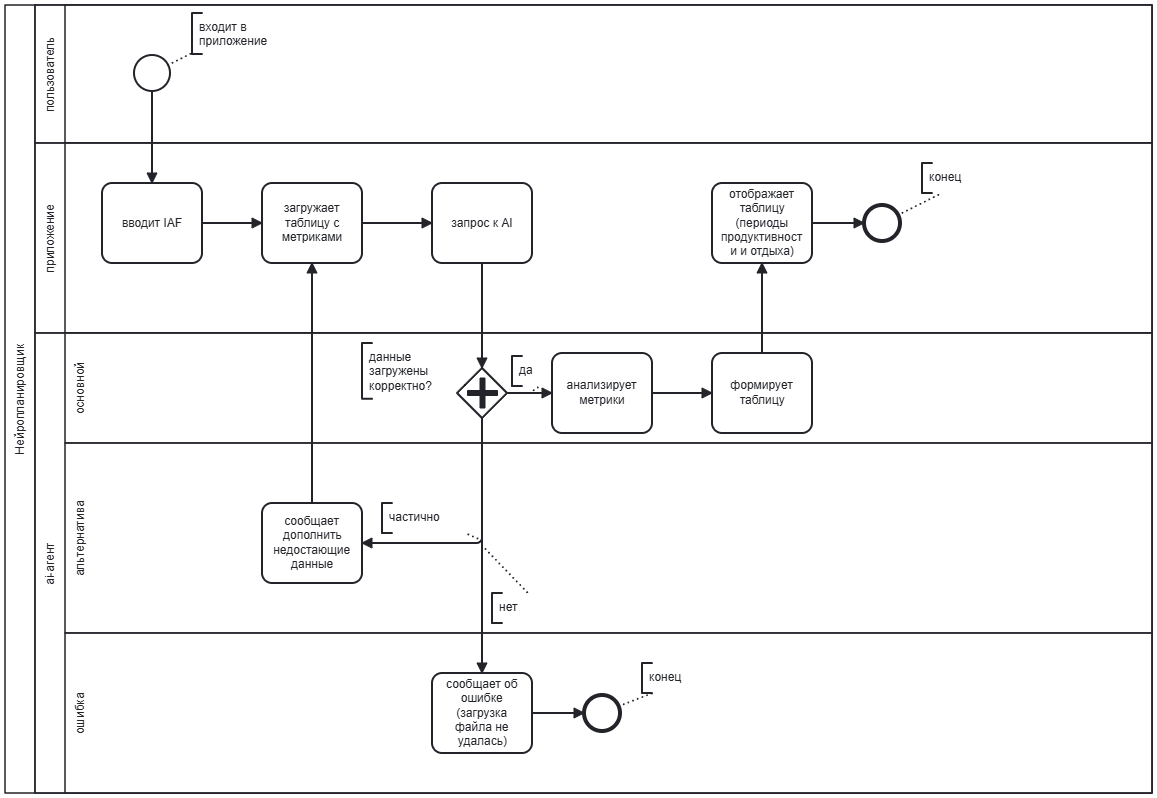 Нейроппанировщик
пользователь
входит в
приложение
приложение
вводит IAF
загружает
таблицу с
метриками
запрос к AI
отображает
таблицу
(периоды
продуктивност
и и отдыха)
конец
ai-агент
основной
данные
загружены
корректно?
да
анализирует
метрики
формирует
таблицу
альтернатива
сообщает
дополнить
недостающие
данные
частично
нет
ошибка
сообщает об
ошибке
(загрузка
файла не
удалась)
конец